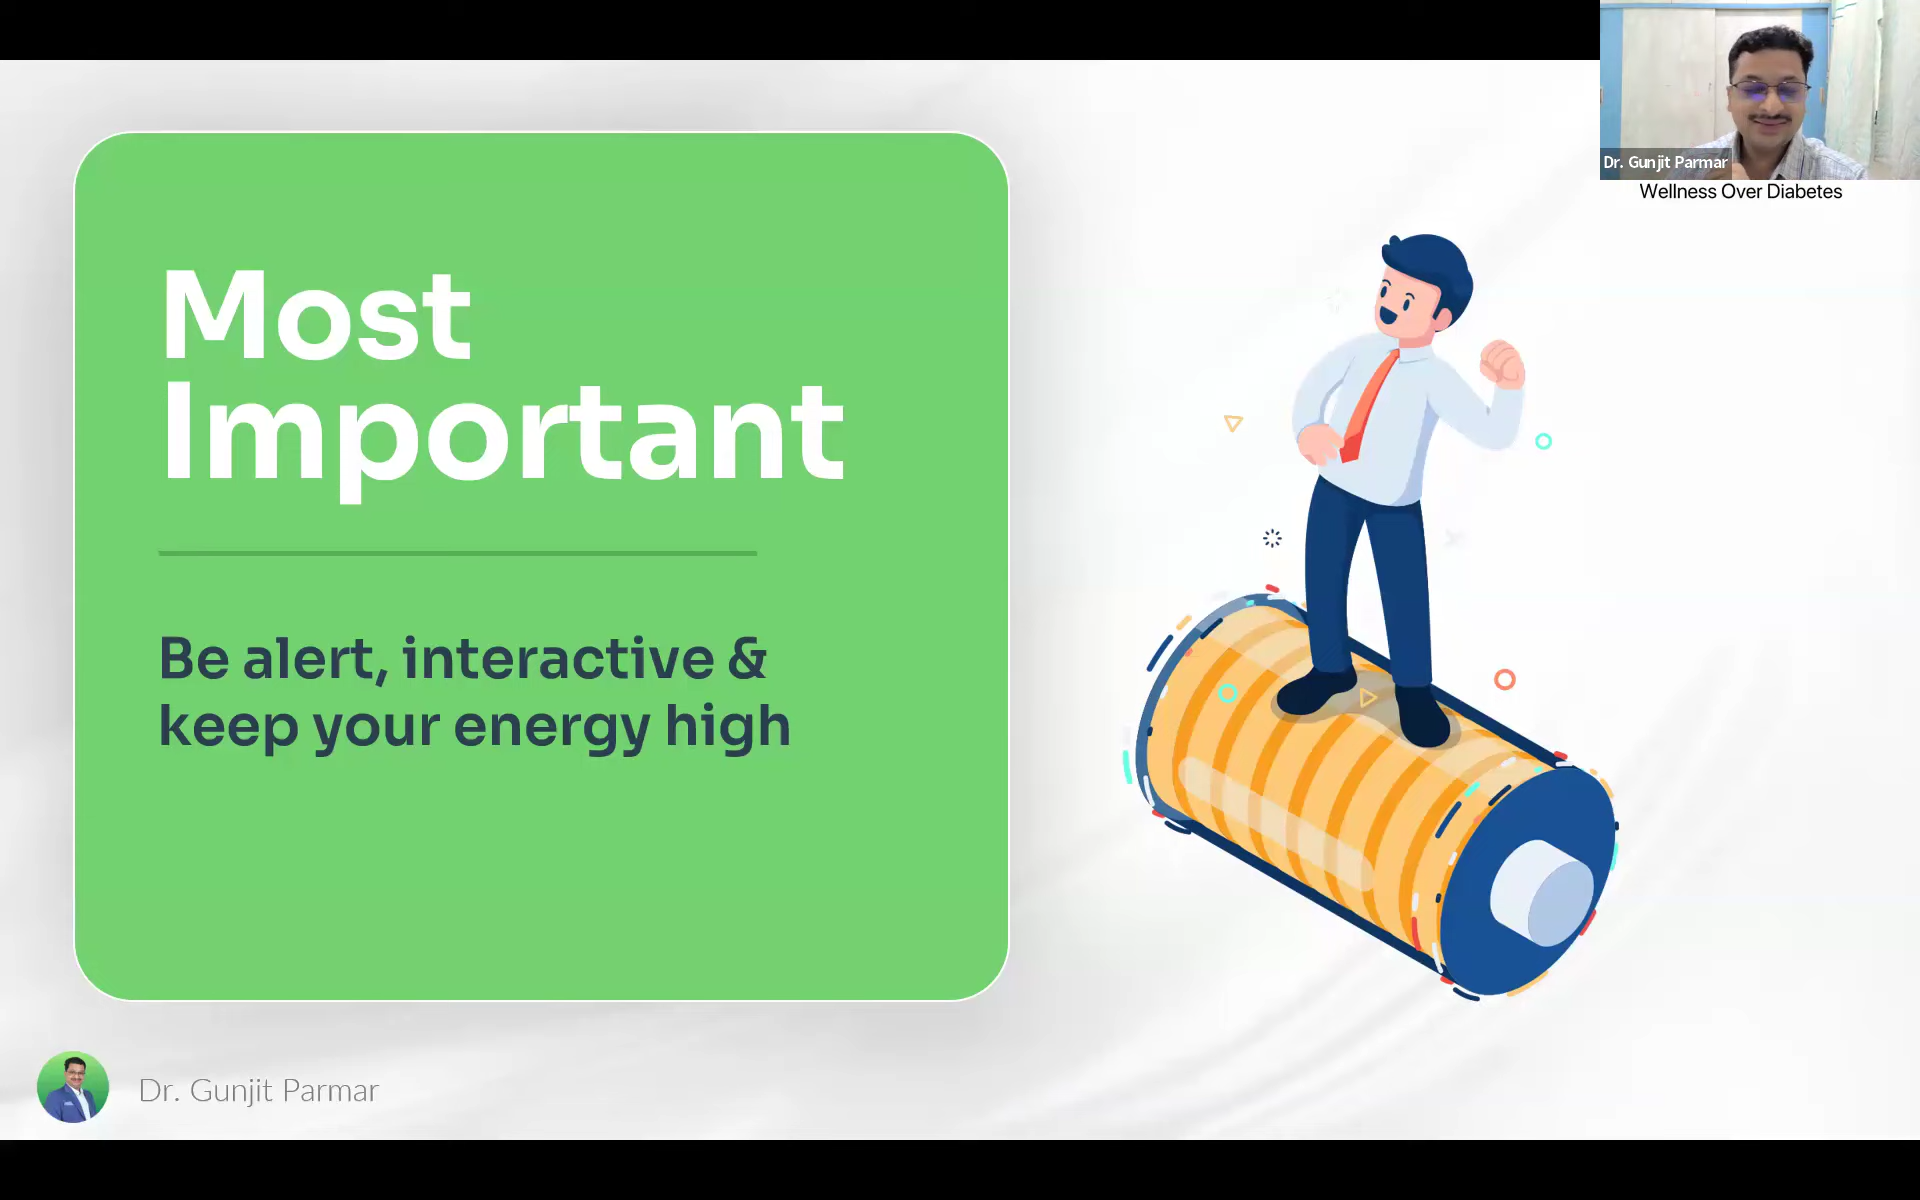 Dr. Gunjit Parmar
Wellness Over Diabetes
Most
Important
Be alert, interactive &
keep your energy high
Dr. Gunjit Parmar